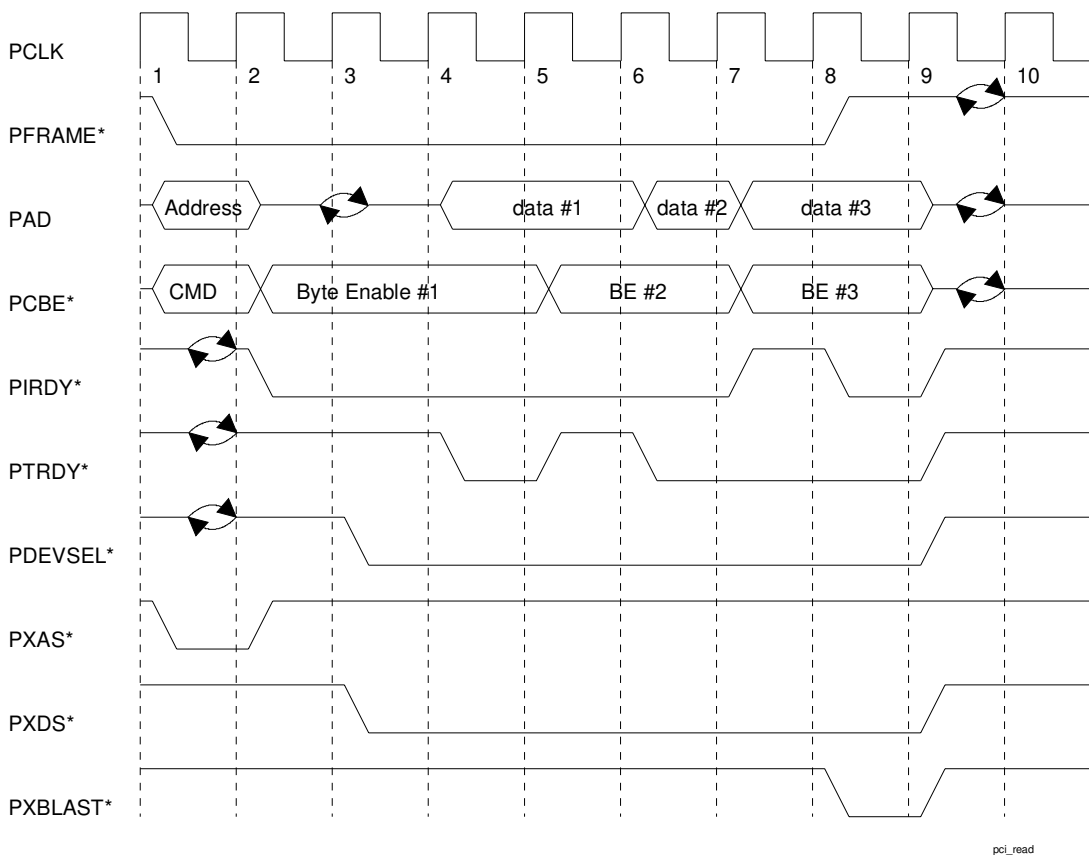 PCLK
1 2 3 4 5 6 7 8 9 10
PFRAME*
PAD Address data #1 data #2 data #3
PCBE* CMD Byte Enable #1 BE #2 BE #3
PIRDY*
PTRDY*
PDEVSEL*
PXAS*
PXDS*
PXBLAST*
pci_read